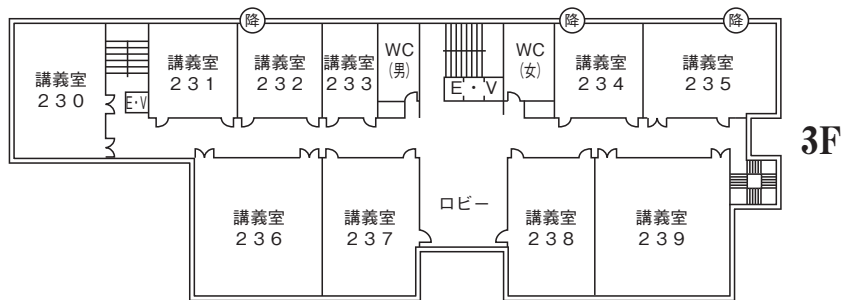 降
降
降
講義室
２３０
E・V
講義室
２３１
講義室
２３２
講義室
２３３
WC
(男)
E・V
WC
(女)
講義室
２３４
講義室
２３５
3F
講義室
２３６
講義室
２３７
ロビー
講義室
２３８
講義室
２３９